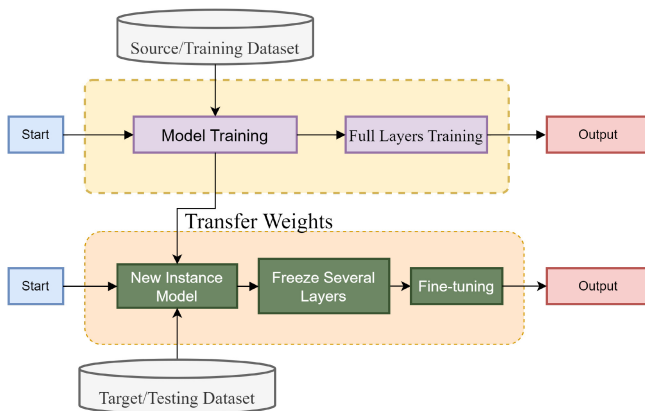 Source/Training Dataset
Start
Model Training
Full Layers Training
Output
Transfer Weights
Start
New Instance
Model
Freeze Several
Layers
Fine-tuning
Output
Target/Testing Dataset